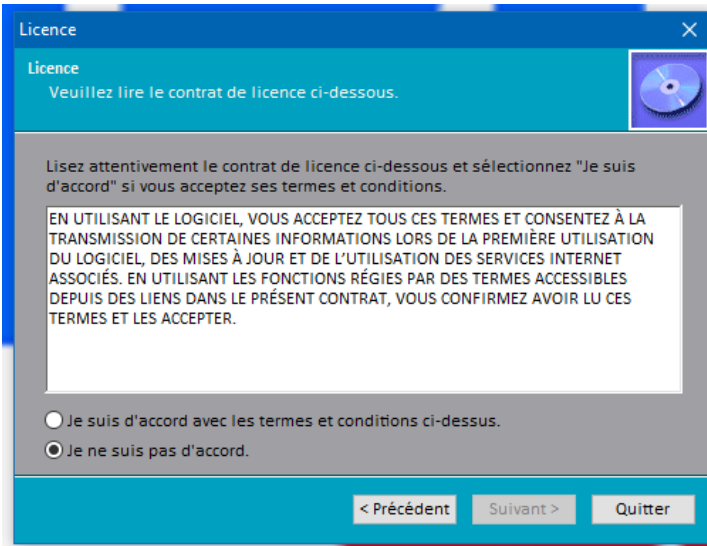 Licence
Licence
Veuillez lire le contrat de licence ci-dessous.
Lisez attentivement le contrat de licence ci-dessous et sélectionnez "Je suis
d'accord" si vous acceptez ses termes et conditions.
EN UTILISANT LE LOGICIEL, VOUS ACCEPTEZ TOUS CES TERMES ET CONSENTEZ À LA
TRANSMISSION DE CERTAINES INFORMATIONS LORS DE LA PREMIÈRE UTILISATION
DU LOGICIEL, DES MISES À JOUR ET DE L'UTILISATION DES SERVICES INTERNET
ASSOCIÉS. EN UTILISANT LES FONCTIONS RÉGIES PAR DES TERMES ACCESSIBLES
DEPUIS DES LIENS DANS LE PRÉSENT CONTRAT, VOUS CONFIRMEZ AVOIR LU CES
TERMES ET LES ACCEPTER.
Je suis d'accord avec les termes et conditions ci-dessus.
Je ne suis pas d'accord.
< Précédent Suivant > Quitter